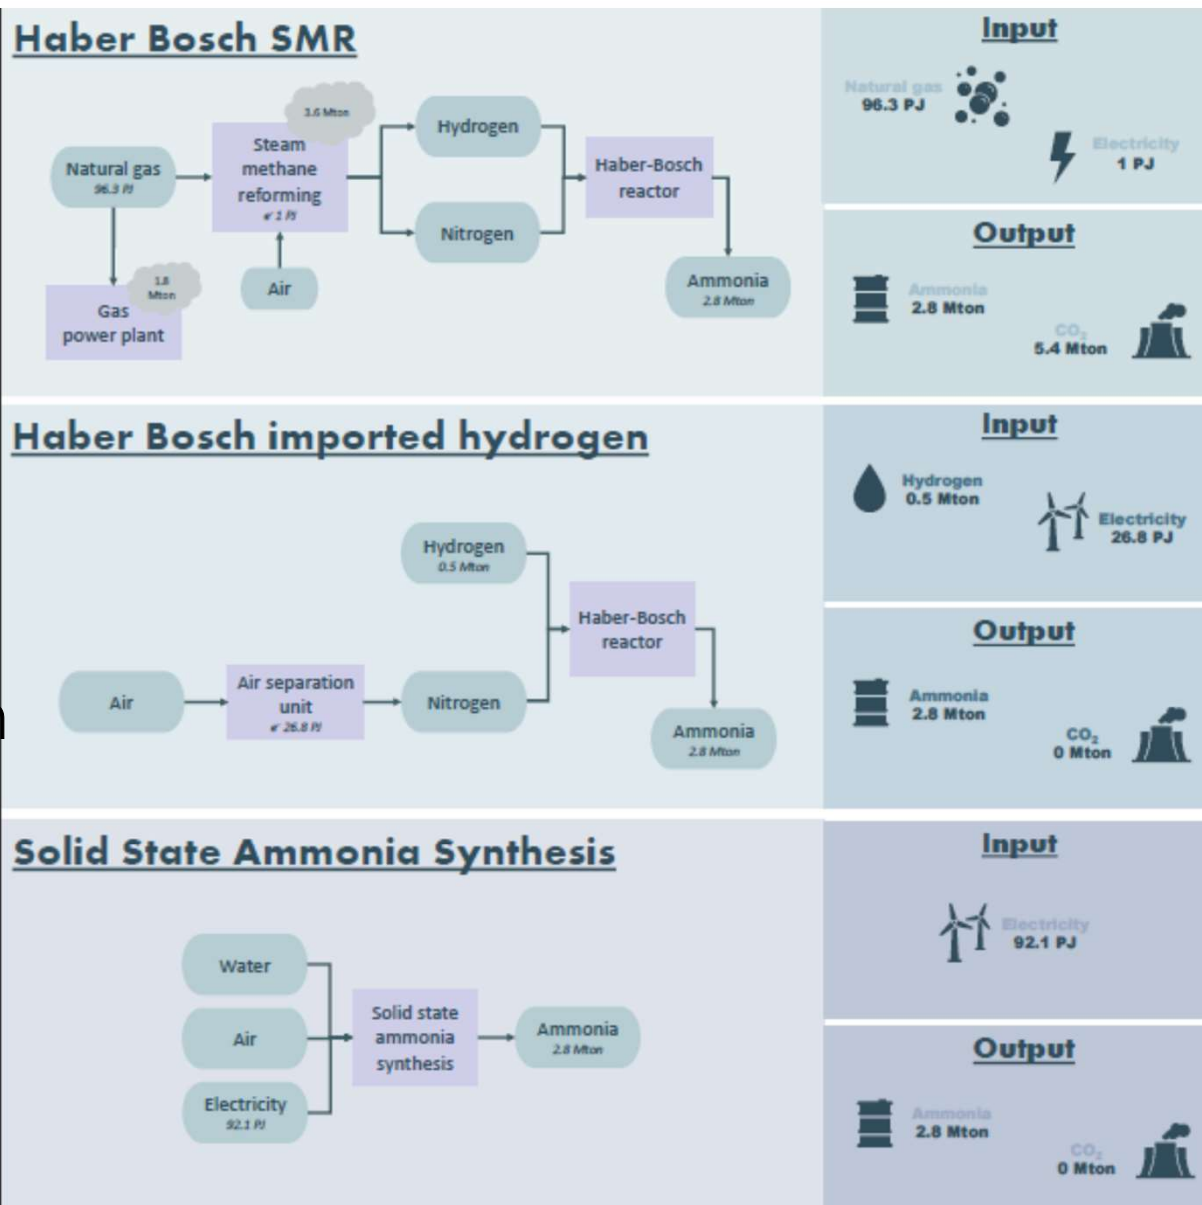 Haber Bosch SMR
3.6 Mton
Steam
methane
reforming
1 PJ
Natural gas
96.3 PJ
Hydrogen
Nitrogen
Haber-Bosch
reactor
Ammonia
2.8 Mton
Air
1.8
Mton
Gas
power plant
Input
Natural gas
96.3 PJ
Electricity
1 PJ
Output
Ammonia
2.8 Mton
CO₂
5.4 Mton
Haber Bosch imported hydrogen
Hydrogen
0.5 Mton
Haber-Bosch
reactor
Air
Air separation
unit
26.8 PJ
Nitrogen
Ammonia
2.8 Mton
n
Input
Hydrogen
0.5 Mton
Electricity
26.8 PJ
Output
Ammonia
2.8 Mton
CO₂
0 Mton
Solid State Ammonia Synthesis
Water
Air
Electricity
92.1 PJ
Solid state
ammonia
synthesis
Ammonia
2.8 Mton
Input
Electricity
92.1 PJ
Output
Ammonia
2.8 Mton
CO₂
0 Mton